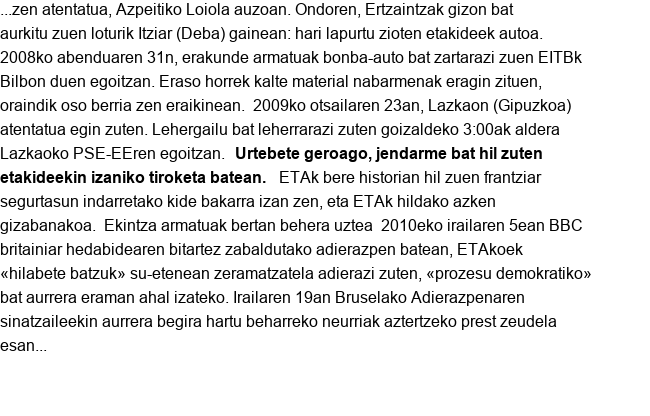 ...zen atentatua, Azpeitiko Loiola auzoan. Ondoren, Ertzaintzak gizon bat
aurkitu zuen loturik Itziar (Deba) gainean: hari lapurtu zioten etakideek autoa.
2008ko abenduaren 31n, erakunde armatuak bonba-auto bat zartarazi zuen EITBk
Bilbon duen egoitzan. Eraso horrek kalte material nabarmenak eragin zituen,
oraindik oso berria zen eraikinean. 2009ko otsailaren 23an, Lazkaon (Gipuzkoa)
atentatua egin zuten. Lehergailu bat leherrarazi zuten goizaldeko 3:00ak aldera
Lazkaoko PSE-EEren egoitzan. Urtebete geroago, jendarme bat hil zuten
etakideekin izaniko tiroketa batean. ETAk bere historian hil zuen frantziar
segurtasun indarretako kide bakarra izan zen, eta ETAk hildako azken
gizabanakoa. Ekintza armatuak bertan behera uztea 2010eko irailaren 5ean BBC
britainiar hedabidearen bitartez zabaldutako adierazpen batean, ETAkoek
«hilabete batzuk» su-etenean zeramatzatela adierazi zuten, «prozesu demokratiko»
bat aurrera eraman ahal izateko. Irailaren 19an Bruselako Adierazpenaren
sinatzaileekin aurrera begira hartu beharreko neurriak aztertzeko prest zeudela
esan...